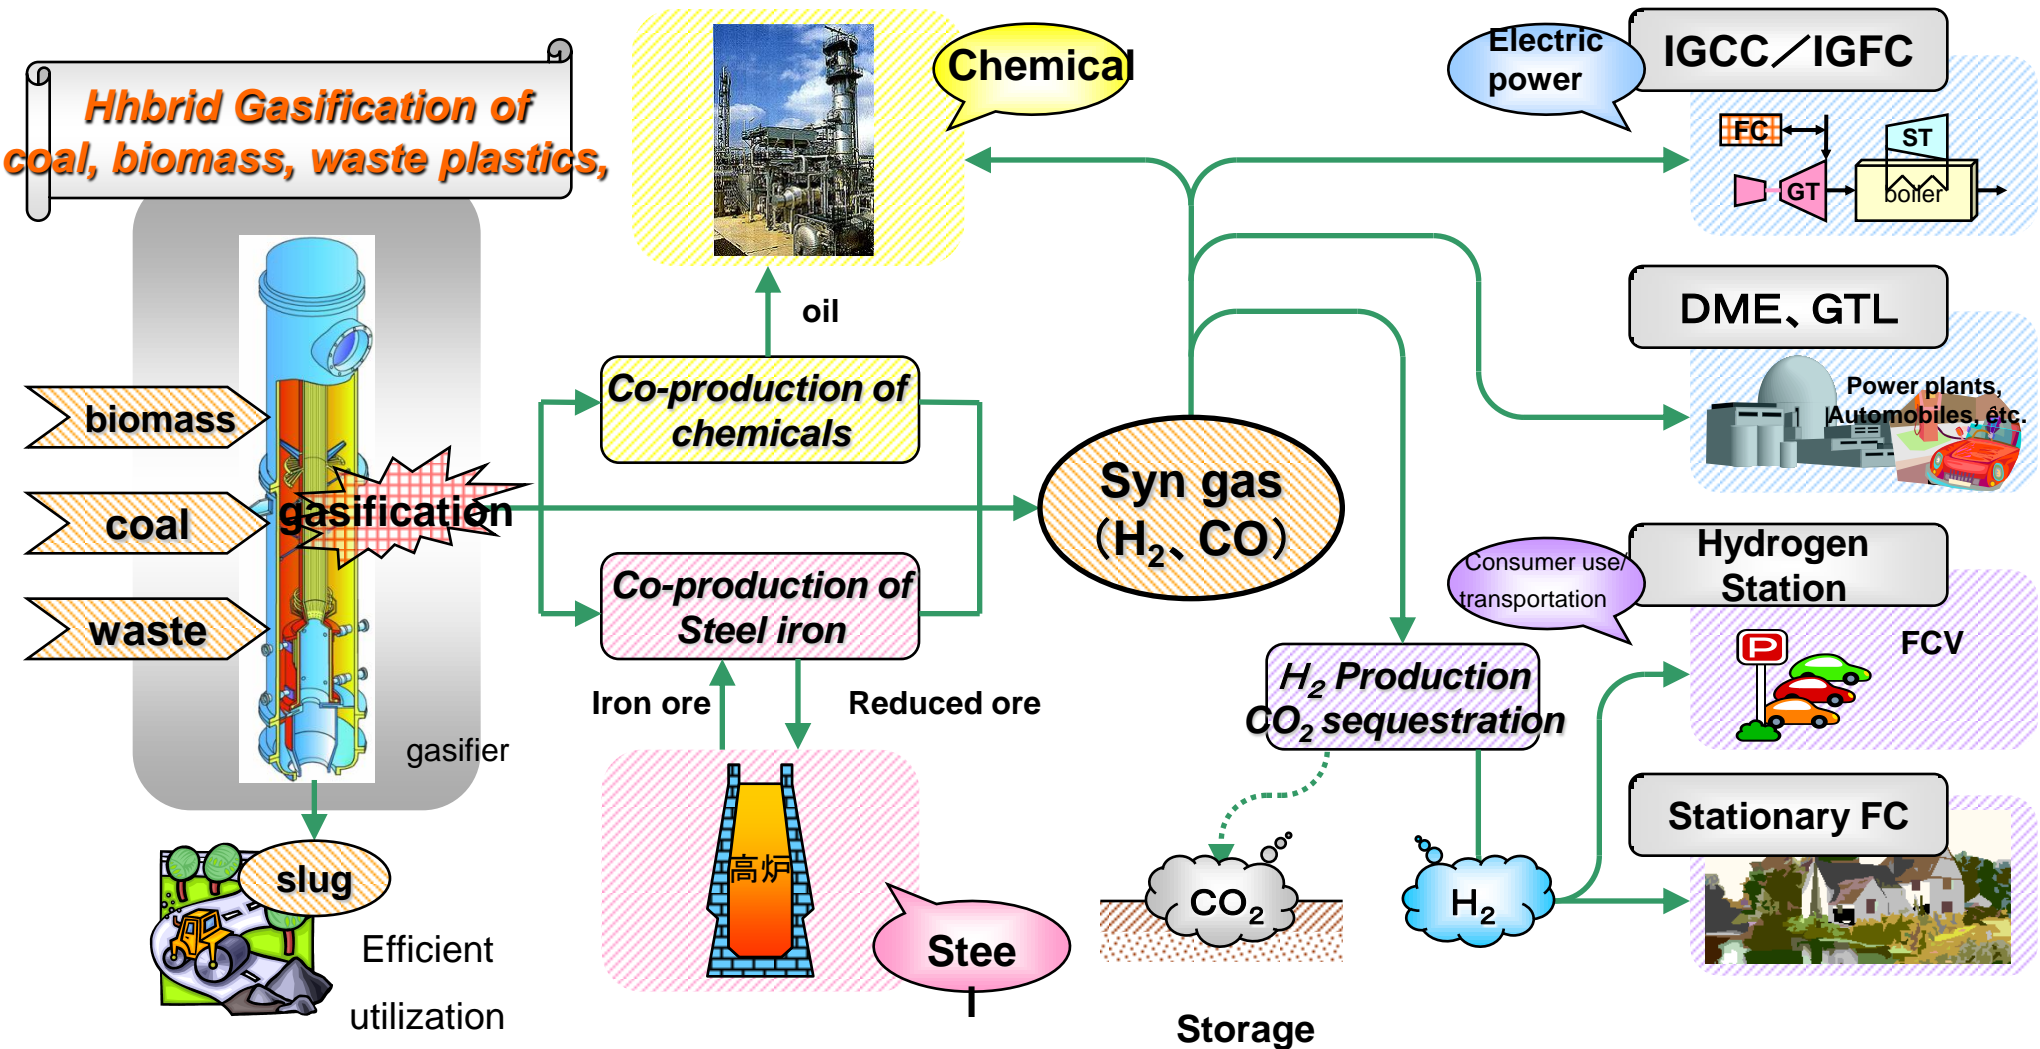 Hhbrid Gasification of
coal, biomass, waste plastics,
biomass
coal
waste
gasification
gasifier
slug
Efficient
utilization
Chemical
oil
Co-production of
chemicals
Co-production of
Steel iron
Iron ore
Reduced ore
高炉
Stee
l
Syn gas
（H₂、CO）
H₂ Production
CO₂ sequestration
CO₂
H₂
Storage
Electric
power
IGCC／IGFC
FC
ST
GT
boiler
DME、GTL
Power plants,
Automobiles, etc.
Consumer use/
transportation
Hydrogen
Station
P
FCV
Stationary FC